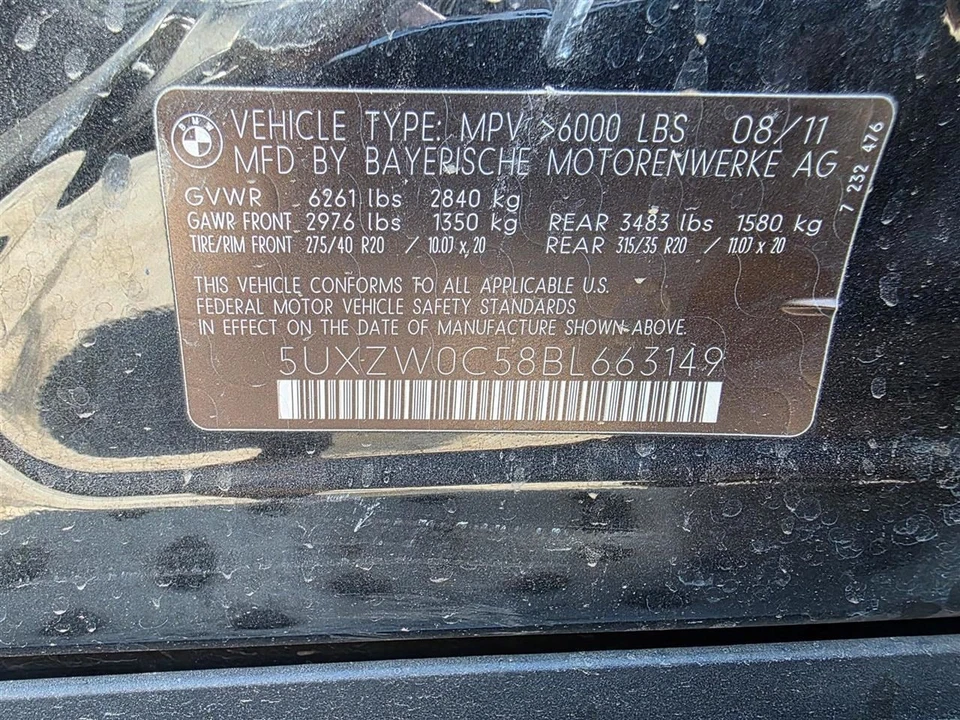 BMW VEHICLE TYPE: MPV >6000 LBS 08/11
MFD BY BAYERISCHE MOTORENWERKE AG
GVWR 6261 lbs 2840 kg
GAWR FRONT 2976 lbs 1350 kg REAR 3483 lbs 1580 kg
TIRE/RIM FRONT 275/40 R20 / 10.0J x 20 REAR 315/35 R20 / 11.0J x 20
THIS VEHICLE CONFORMS TO ALL APPLICABLE U.S.
FEDERAL MOTOR VEHICLE SAFETY STANDARDS
IN EFFECT ON THE DATE OF MANUFACTURE SHOWN ABOVE.
5UXZW0C58BL663149
7 232 476